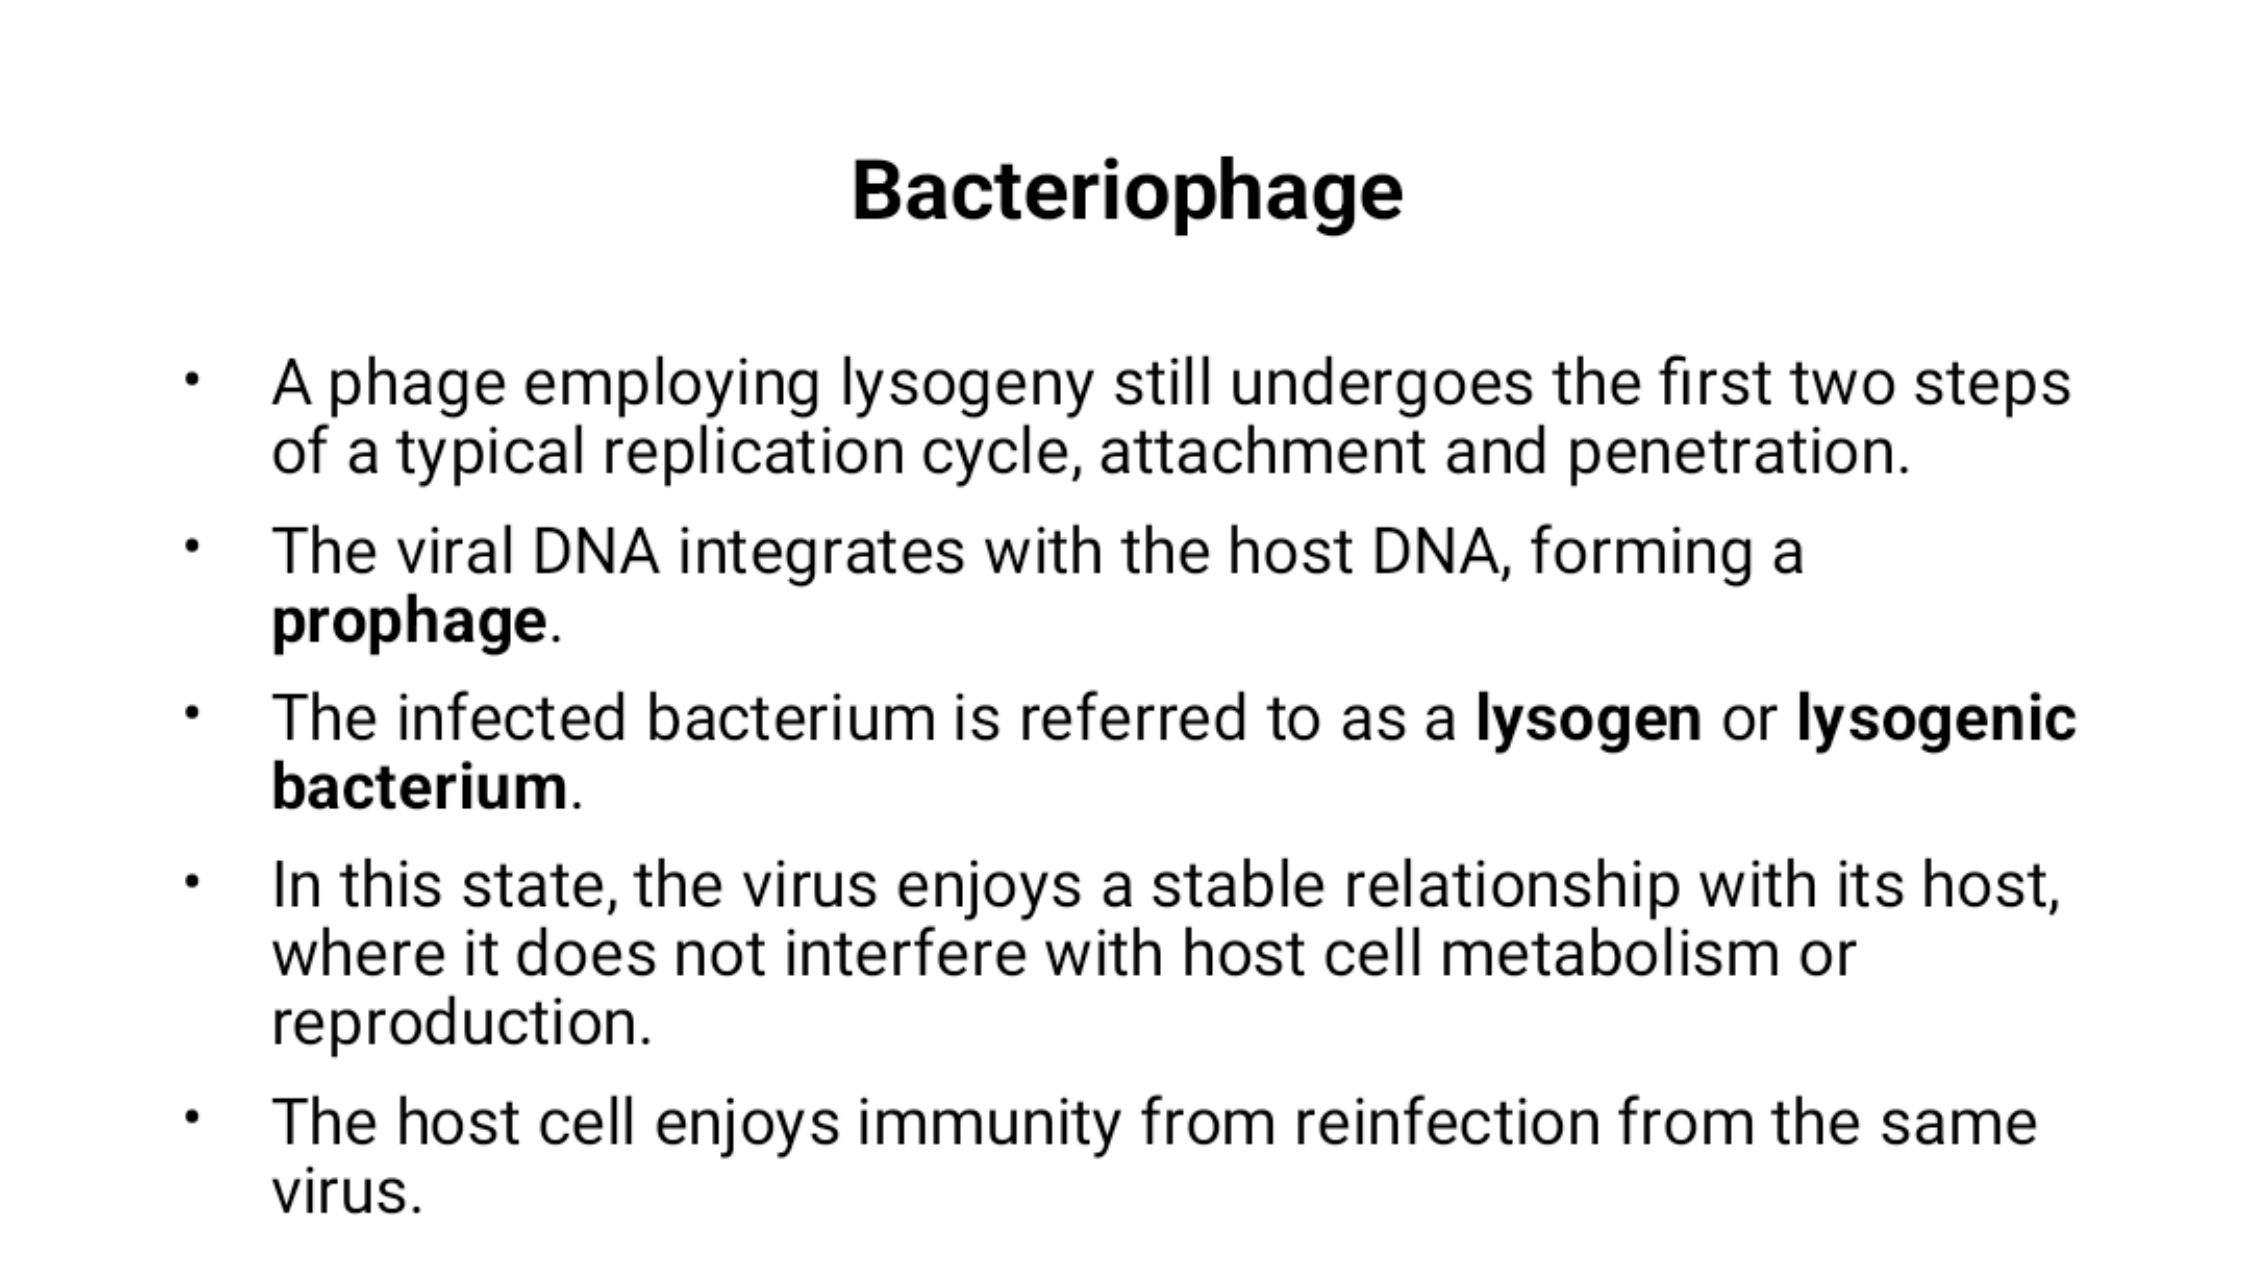 Bacteriophage
• A phage employing lysogeny still undergoes the first two steps
of a typical replication cycle, attachment and penetration.
• The viral DNA integrates with the host DNA, forming a
prophage.
• The infected bacterium is referred to as a lysogen or lysogenic
bacterium.
• In this state, the virus enjoys a stable relationship with its host,
where it does not interfere with host cell metabolism or
reproduction.
• The host cell enjoys immunity from reinfection from the same
virus.